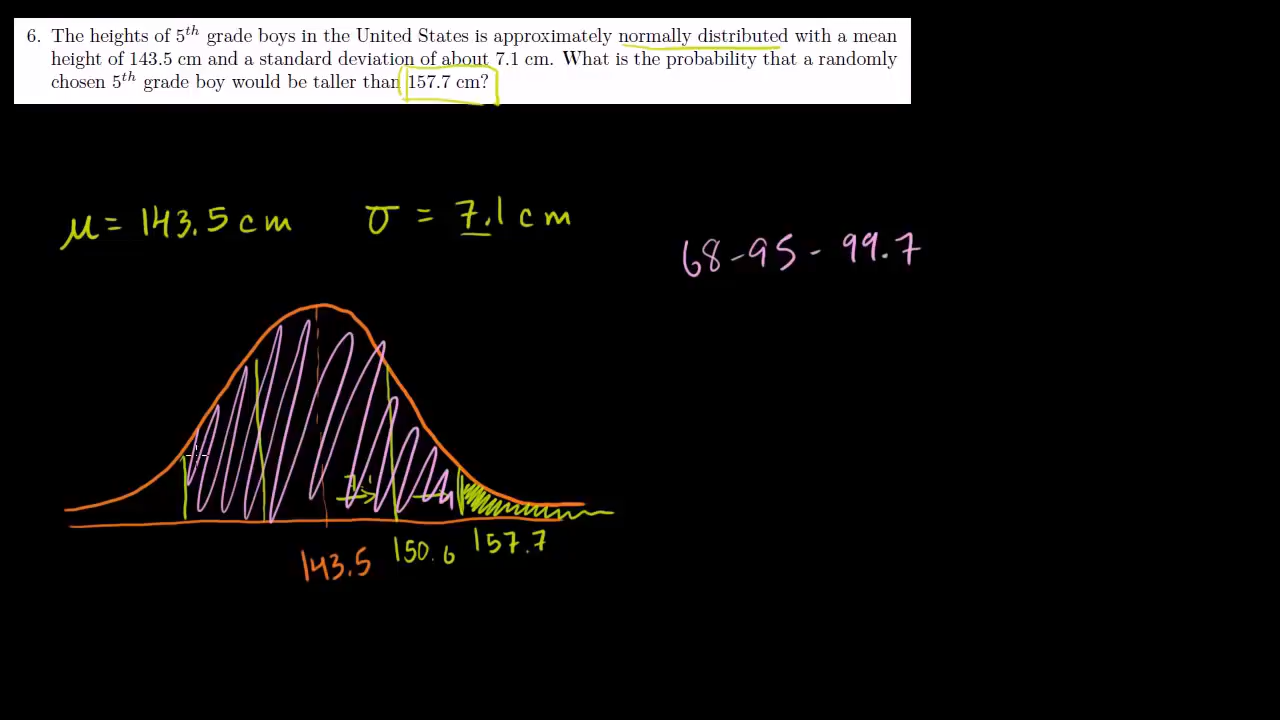 6. The heights of 5th grade boys in the United States is approximately normally distributed with a mean
height of 143.5 cm and a standard deviation of about 7.1 cm. What is the probability that a randomly
chosen 5th grade boy would be taller than 157.7 cm?
μ = 143.5 cm σ = 7.1 cm
68-95-99.7
143.5 150.6 157.7